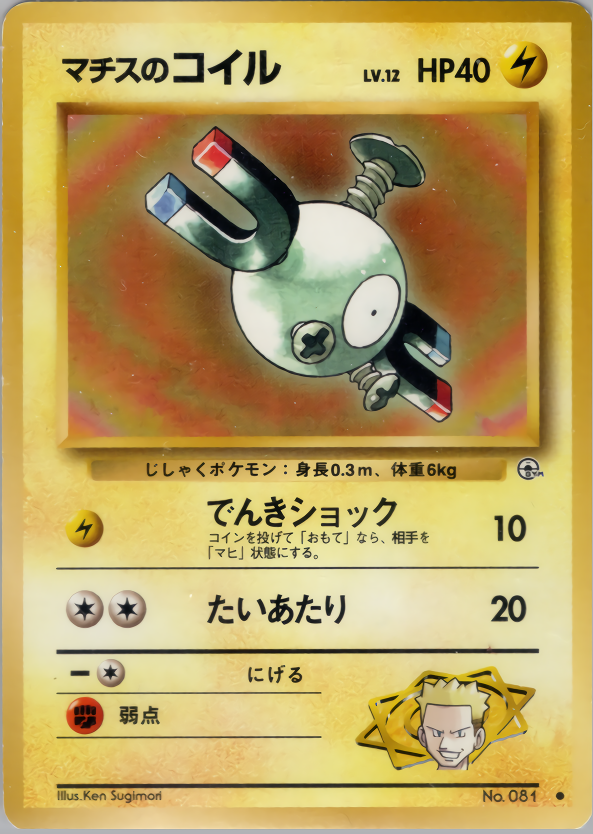 マチスのコイル LV.12 HP40
じしゃくポケモン：身長0.3m、体重6kg
GYM
でんきショック 10
コインを投げて「おもて」なら、相手を
「マヒ」状態にする。
たいあたり 20
にげる
弱点
Illus.Ken Sugimori No. 081